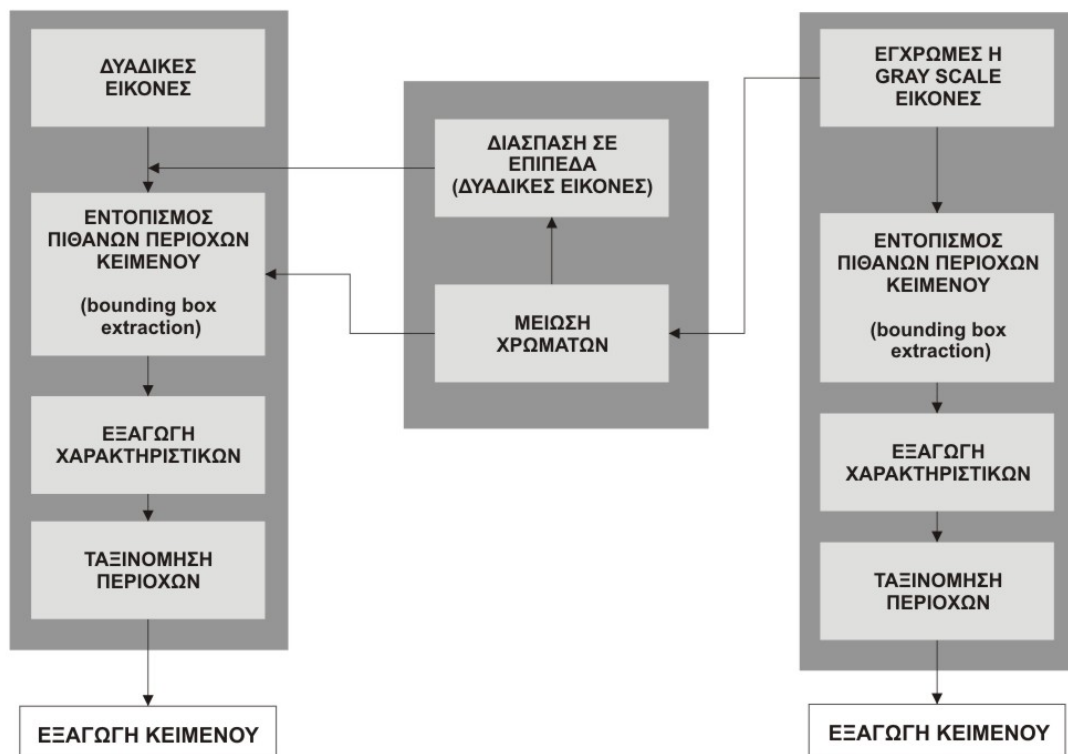 ΔΥΑΔΙΚΕΣ
ΕΙΚΟΝΕΣ
ΕΝΤΟΠΙΣΜΟΣ
ΠΙΘΑΝΩΝ ΠΕΡΙΟΧΩΝ
ΚΕΙΜΕΝΟΥ
(bounding box
extraction)
ΕΞΑΓΩΓΗ
ΧΑΡΑΚΤΗΡΙΣΤΙΚΩΝ
ΤΑΞΙΝΟΜΗΣΗ
ΠΕΡΙΟΧΩΝ
ΕΞΑΓΩΓΗ ΚΕΙΜΕΝΟΥ
ΔΙΑΣΠΑΣΗ ΣΕ
ΕΠΙΠΕΔΑ
(ΔΥΑΔΙΚΕΣ ΕΙΚΟΝΕΣ)
ΜΕΙΩΣΗ
ΧΡΩΜΑΤΩΝ
ΕΓΧΡΩΜΕΣ Η
GRAY SCALE
ΕΙΚΟΝΕΣ
ΕΝΤΟΠΙΣΜΟΣ
ΠΙΘΑΝΩΝ ΠΕΡΙΟΧΩΝ
ΚΕΙΜΕΝΟΥ
(bounding box
extraction)
ΕΞΑΓΩΓΗ
ΧΑΡΑΚΤΗΡΙΣΤΙΚΩΝ
ΤΑΞΙΝΟΜΗΣΗ
ΠΕΡΙΟΧΩΝ
ΕΞΑΓΩΓΗ ΚΕΙΜΕΝΟΥ